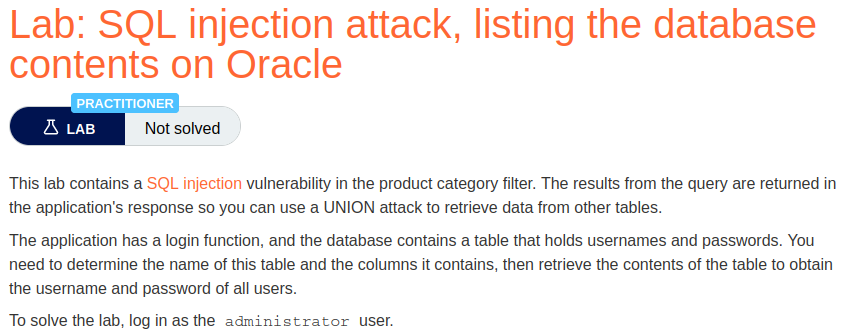 Lab: SQL injection attack, listing the database
contents on Oracle
PRACTITIONER
LAB Not solved
This lab contains a SQL injection vulnerability in the product category filter. The results from the query are returned in
the application's response so you can use a UNION attack to retrieve data from other tables.
The application has a login function, and the database contains a table that holds usernames and passwords. You
need to determine the name of this table and the columns it contains, then retrieve the contents of the table to obtain
the username and password of all users.
To solve the lab, log in as the administrator user.